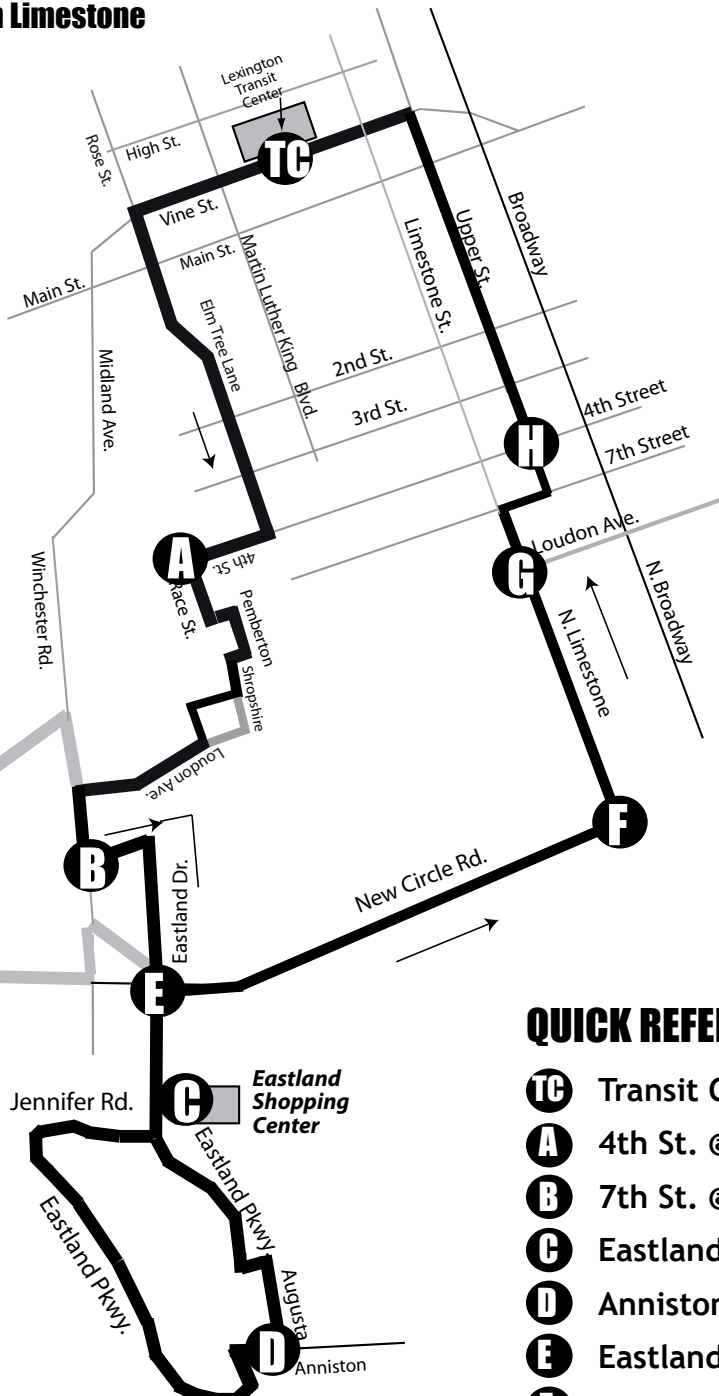 Limestone
Lexington
Transit
Center
TC
Rose St.
High St.
Vine St.
Main St.
Main St.
Martin Luther King Blvd.
Limestone St.
Upper St.
Broadway
Elm Tree Lane
Midland Ave.
2nd St.
3rd St.
4th Street
7th Street
H
Loudon Ave.
G
A
4th St.
Race St.
Pemberton
Shropshire
Winchester Rd.
N. Limestone
N. Broadway
Loudon Ave.
B
F
Eastland Dr.
New Circle Rd.
E
Jennifer Rd.
C
Eastland
Shopping
Center
Eastland Pkwy
Eastland Pkwy.
Augusta
D
Anniston
QUICK
TC Transit
A 4th St. @
B 7th St. @
C Eastland
D Anniston
E Eastland